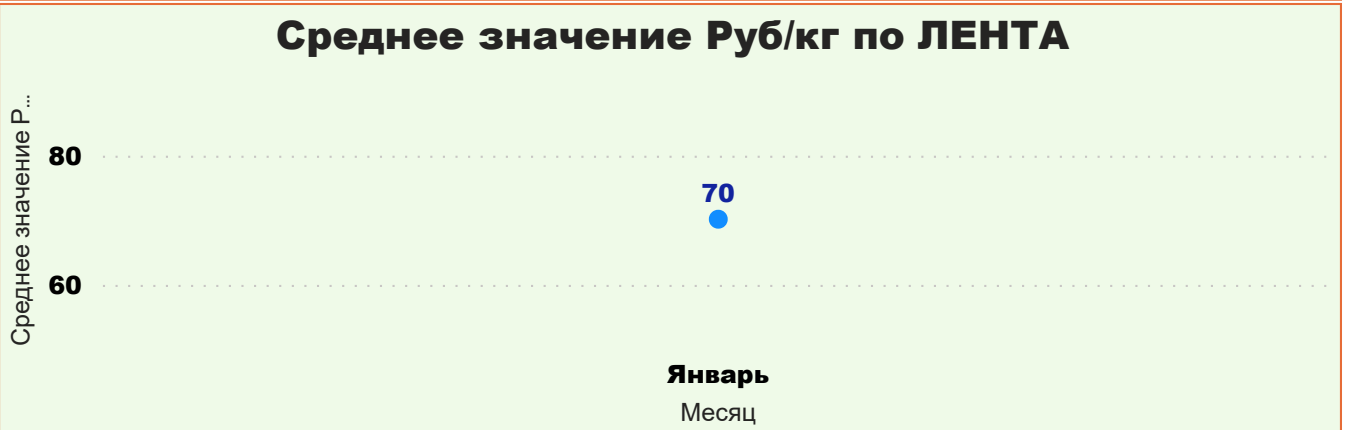 Среднее значение Руб/кг по ЛЕНТА
Среднее значение Р...
80
70
60
Январь
Месяц